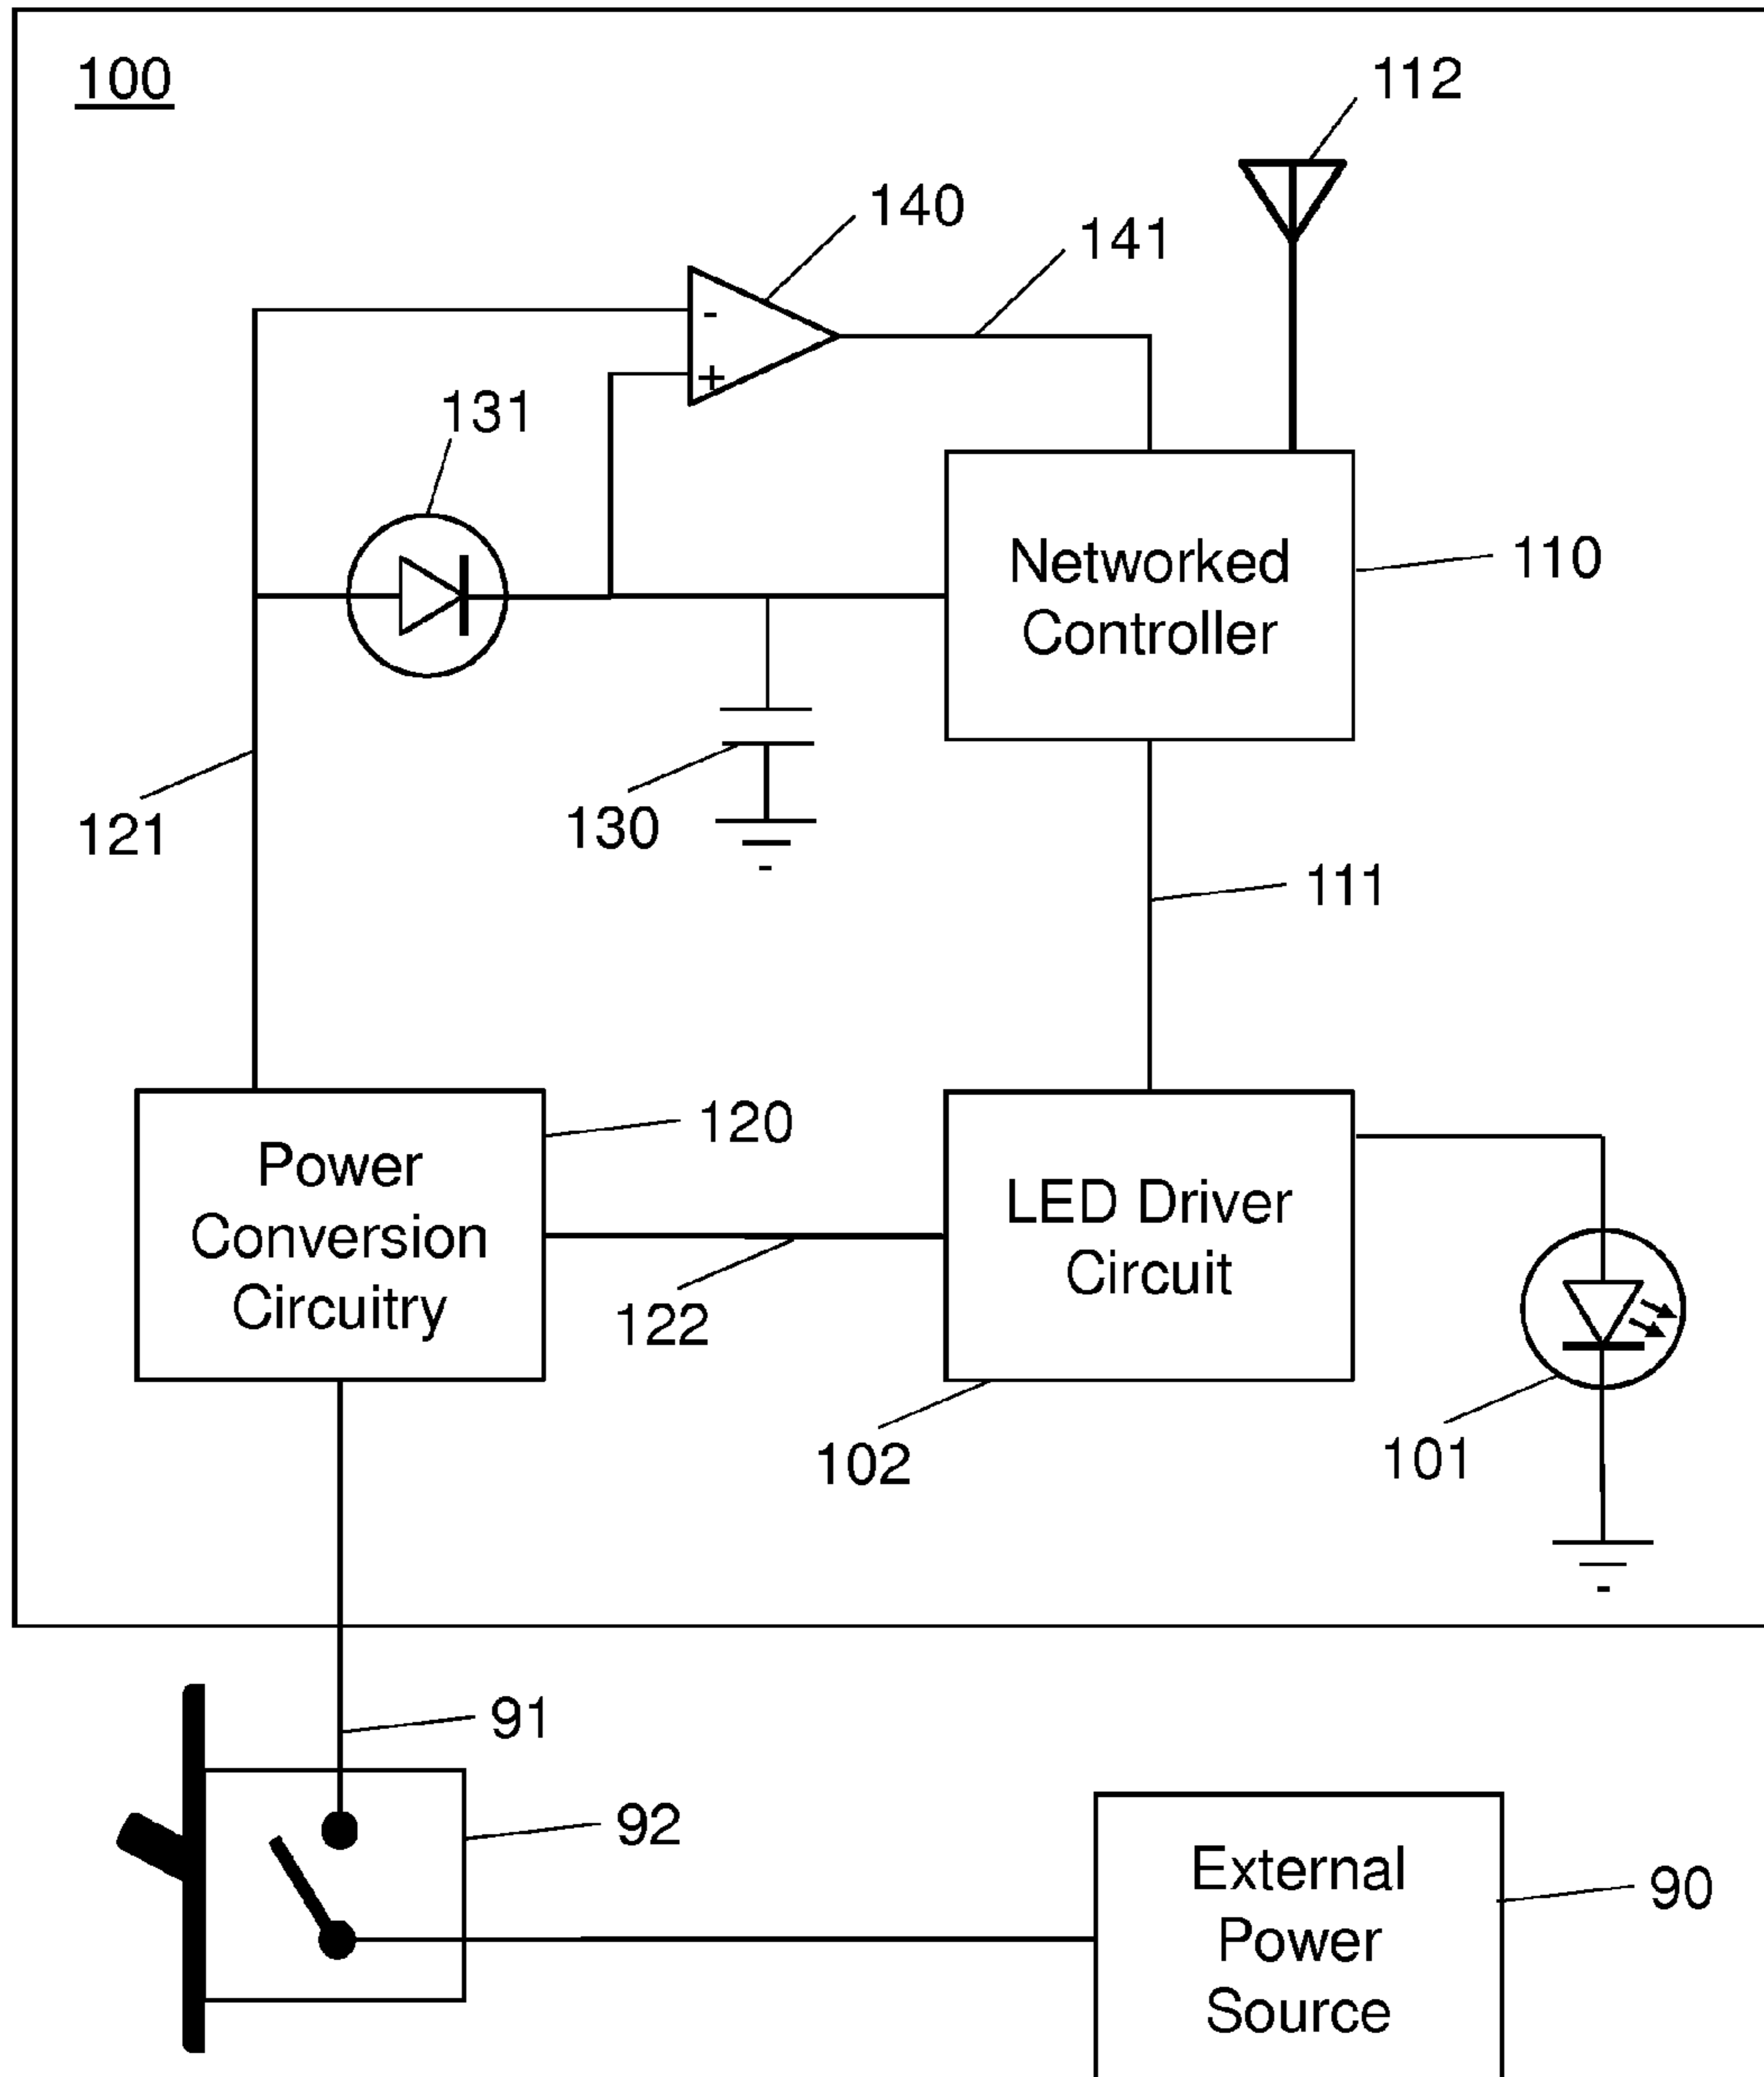 100
112
140
141
-
+
131
Networked
Controller
110
121
130
111
120
Power
Conversion
Circuitry
LED Driver
Circuit
122
102
101
91
92
External
Power
Source
90